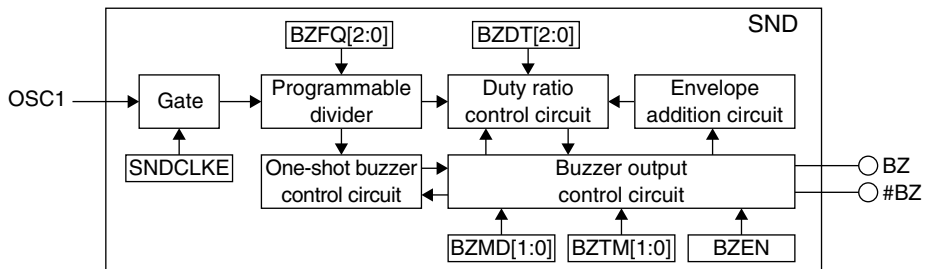 SND
BZFQ[2:0]
BZDT[2:0]
OSC1
Gate
Programmable
divider
Duty ratio
control circuit
Envelope
addition circuit
SNDCLKE
One-shot buzzer
control circuit
Buzzer output
control circuit
BZ
#BZ
BZMD[1:0]
BZTM[1:0]
BZEN